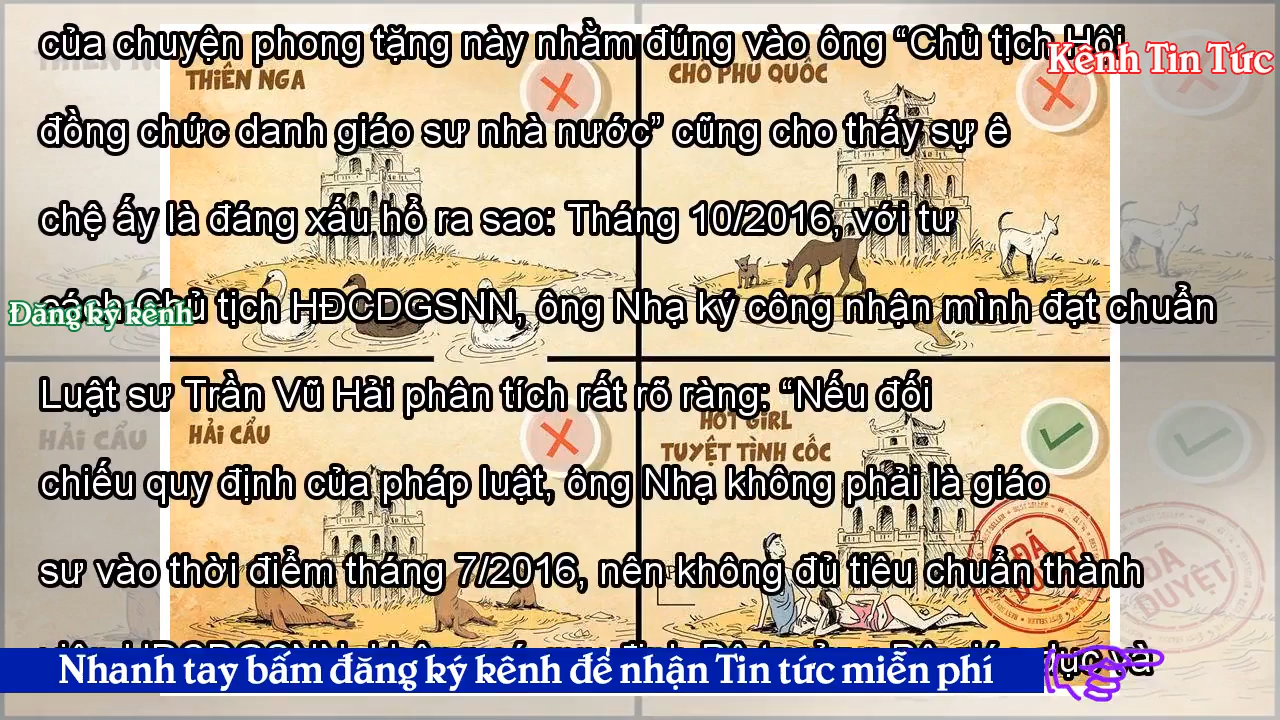 của chuyện phong tặng này nhằm đúng vào ông “Chủ tịch Hội
Kênh Tin Tức
THIÊN NGA
CHÓ PHÚ QUỐC
đồng chức danh giáo sư nhà nước” cũng cho thấy sự ê
chệ ấy là đáng xấu hổ ra sao: Tháng 10/2016, với tư
cách Chủ tịch HĐCDGSNN, ông Nhạ ký công nhận mình đạt chuẩn
Đăng ký kênh
Luật sư Trần Vũ Hải phân tích rất rõ ràng: “Nếu đối
HẢI CẨU
HẢI CẨU
HOT GIRL
TUYỆT TÌNH CỐC
chiếu quy định của pháp luật, ông Nhạ không phải là giáo
sư vào thời điểm tháng 7/2016, nên không đủ tiêu chuẩn thành
ĐÃ
DUYỆT
ĐÃ
DUYỆT
Nhanh tay bấm đăng ký kênh để nhận Tin tức miễn phí